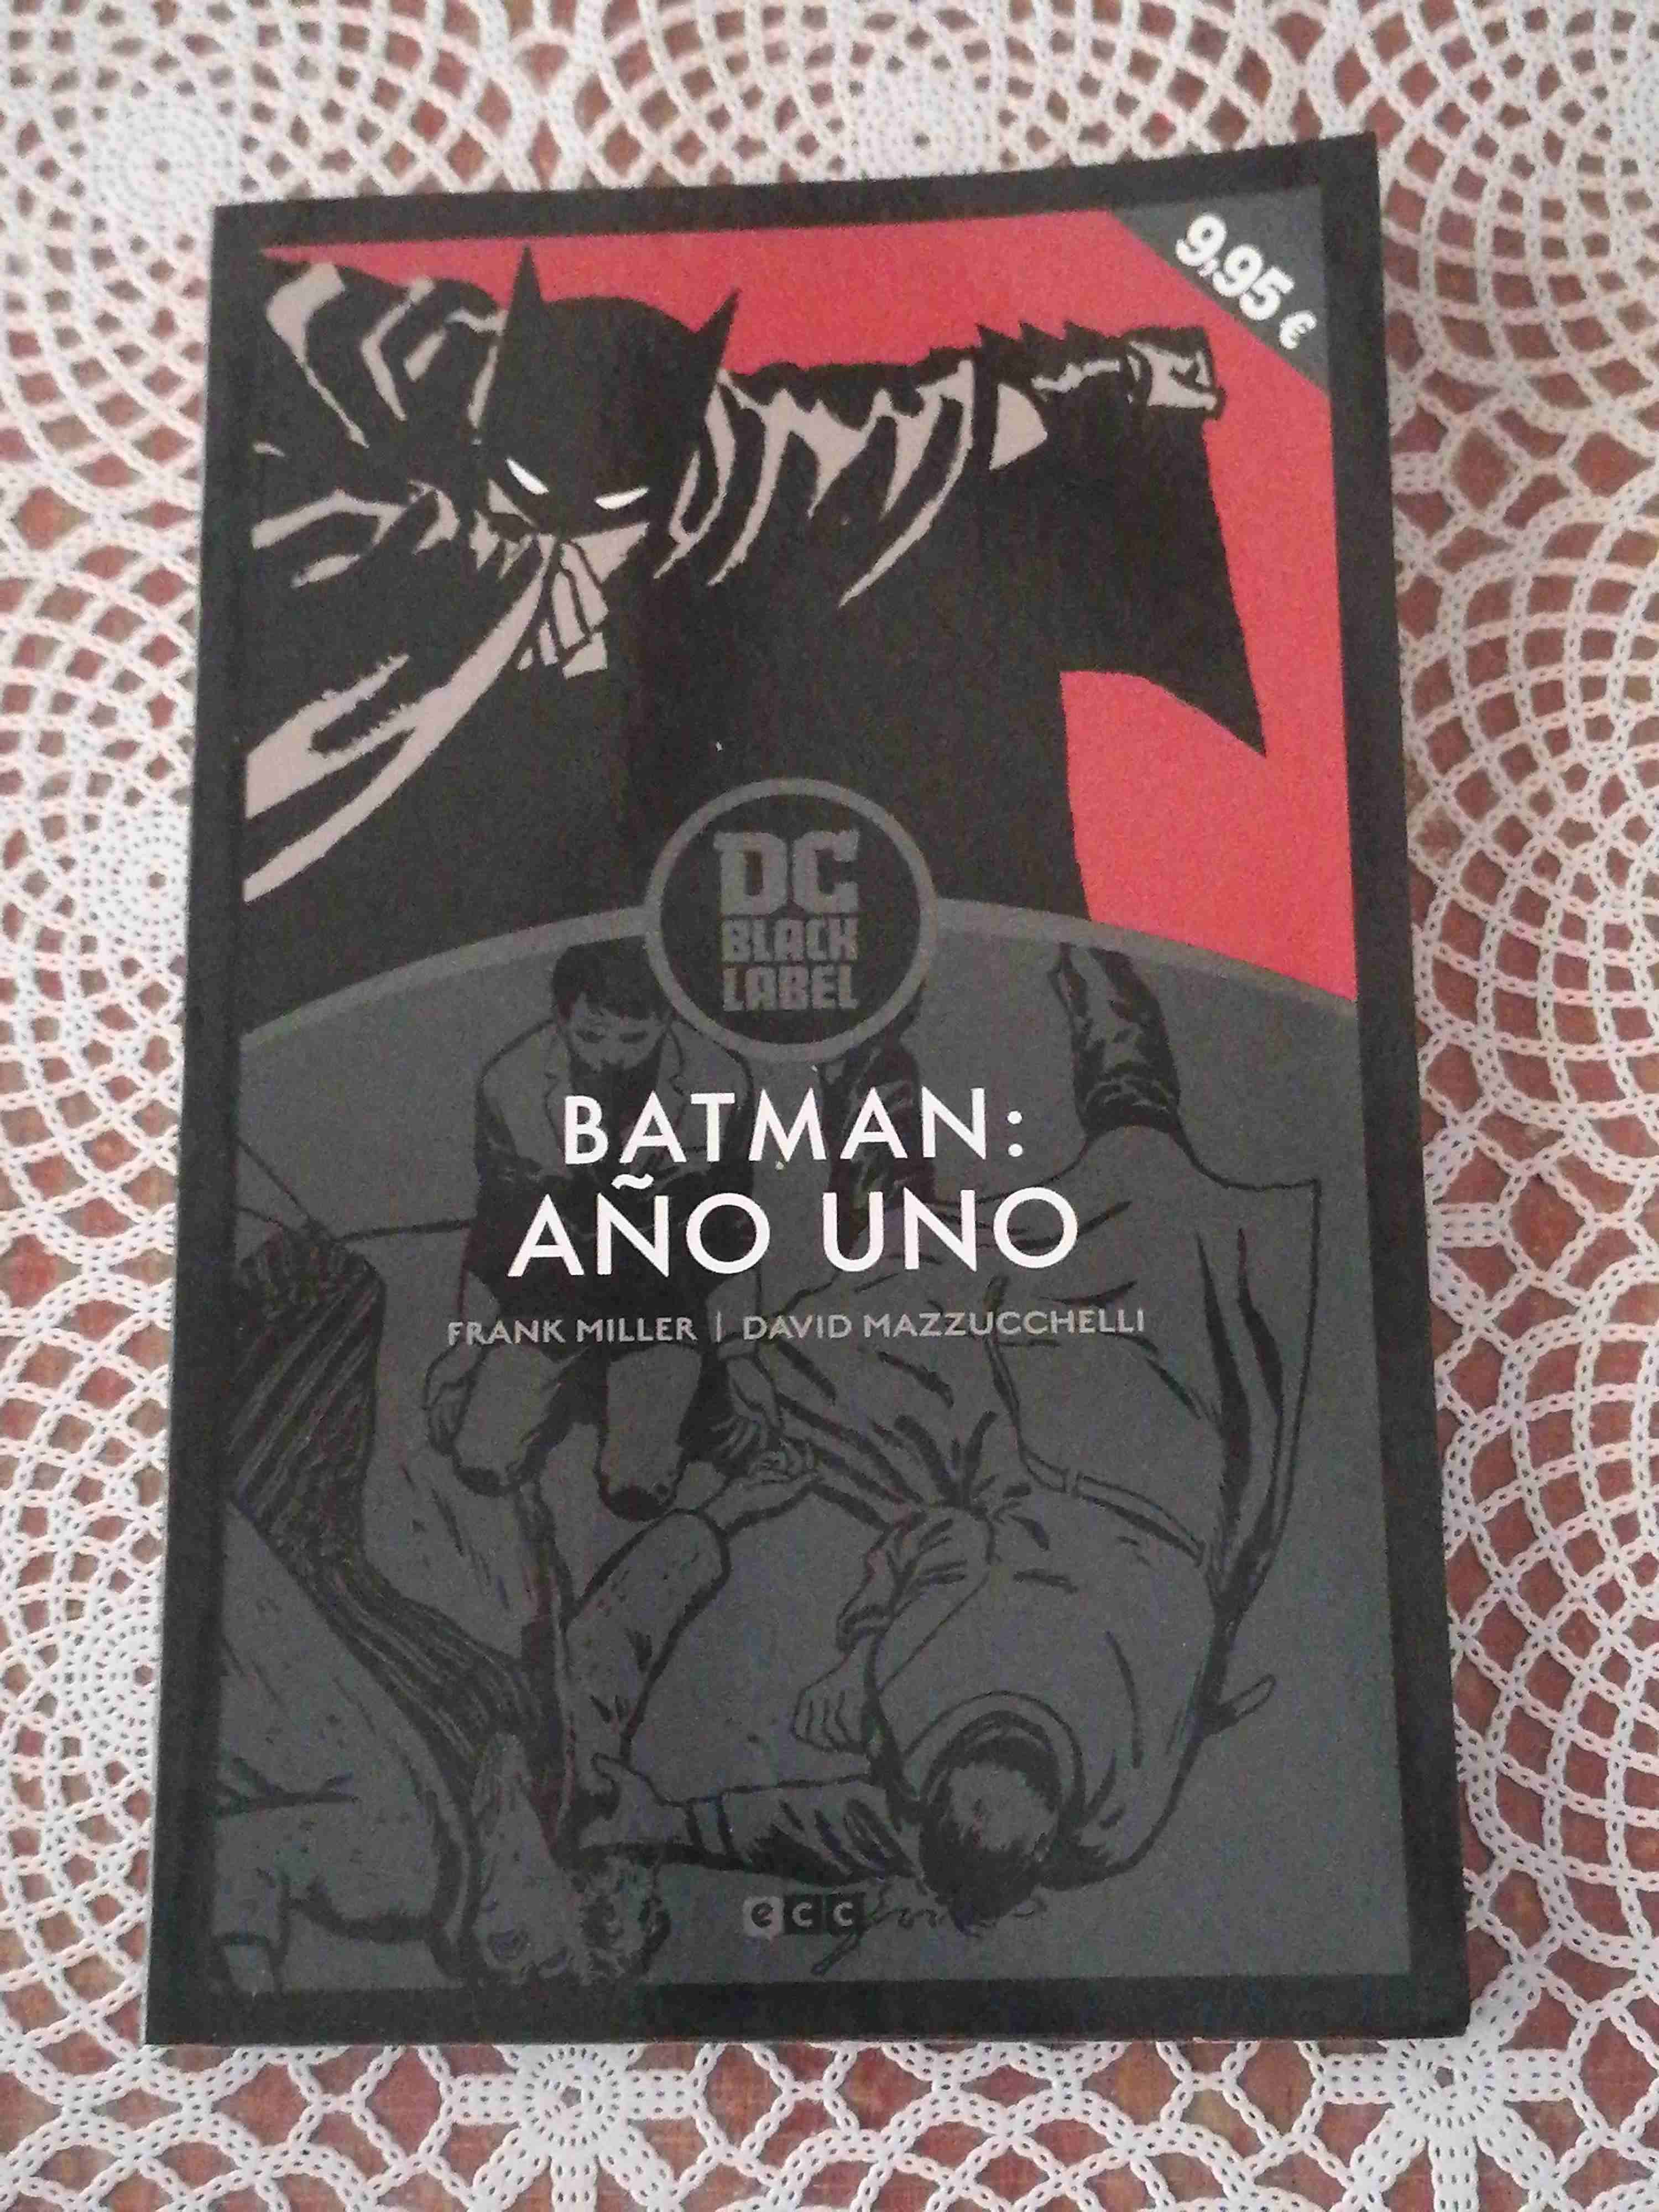 9,95 €
DC
BLACK
LABEL
BATMAN:
AÑO UNO
FRANK MILLER | DAVID MAZZUCCHELLI
ecc